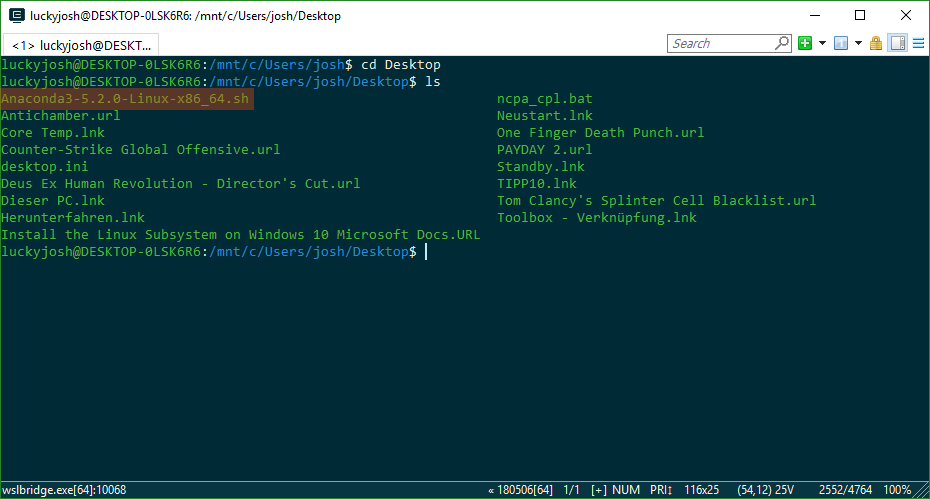 luckyjosh@DESKTOP-0LSK6R6: /mnt/c/Users/josh/Desktop
<1> luckyjosh@DESKT...
Search
luckyjosh@DESKTOP-0LSK6R6:/mnt/c/Users/josh$ cd Desktop
luckyjosh@DESKTOP-0LSK6R6:/mnt/c/Users/josh/Desktop$ ls
Anaconda3-5.2.0-Linux-x86_64.sh ncpa_cpl.bat
Antichamber.url Neustart.lnk
Core Temp.lnk One Finger Death Punch.url
Counter-Strike Global Offensive.url PAYDAY 2.url
desktop.ini Standby.lnk
Deus Ex Human Revolution - Director's Cut.url TIPP10.lnk
Dieser PC.lnk Tom Clancy's Splinter Cell Blacklist.url
Herunterfahren.lnk Toolbox - Verknüpfung.lnk
Install the Linux Subsystem on Windows 10 Microsoft Docs.URL
luckyjosh@DESKTOP-0LSK6R6:/mnt/c/Users/josh/Desktop$
wslbridge.exe[64]:10068 « 180506[64] 1/1 [+] NUM PRI↕ 116x25 (54,12) 25V 2552/4764 100%